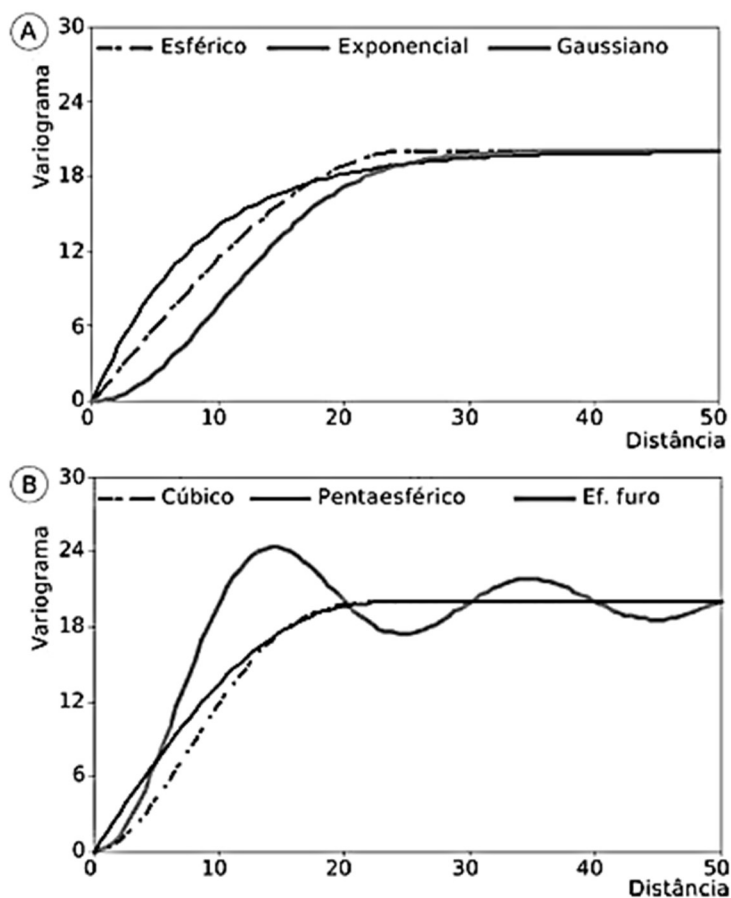 A
30
Esférico Exponencial Gaussiano
24
Variograma
18
12
6
0
0 10 20 30 40 50
Distância
B
30
Cúbico Pentaesférico Ef. furo
24
Variograma
18
12
6
0
0 10 20 30 40 50
Distância